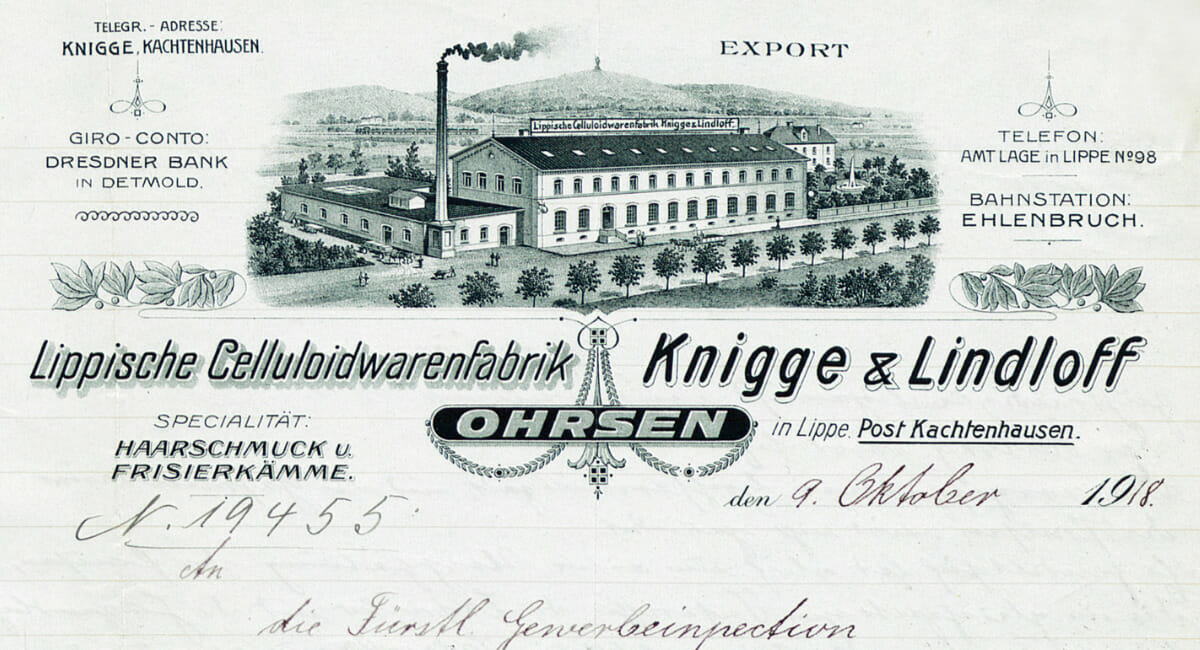 TELEGR.-ADRESSE:
KNIGGE, KACHTENHAUSEN.
GIRO-CONTO:
DRESDNER BANK
IN DETMOLD.
EXPORT
Lippische Celluloidwarenfabrik Knigge & Lindloff.
TELEFON:
AMT LAGE in LIPPE No 98
BAHNSTATION:
EHLENBRUCH.
Lippische Celluloidwarenfabrik Knigge & Lindloff
OHRSEN in Lippe. Post Kachtenhausen.
SPECIALITÄT:
HAARSCHMUCK u.
FRISIERKÄMME.
den 9. Oktober 1918.
N. 19455
An
die Fürstl. Gewerbeinspection